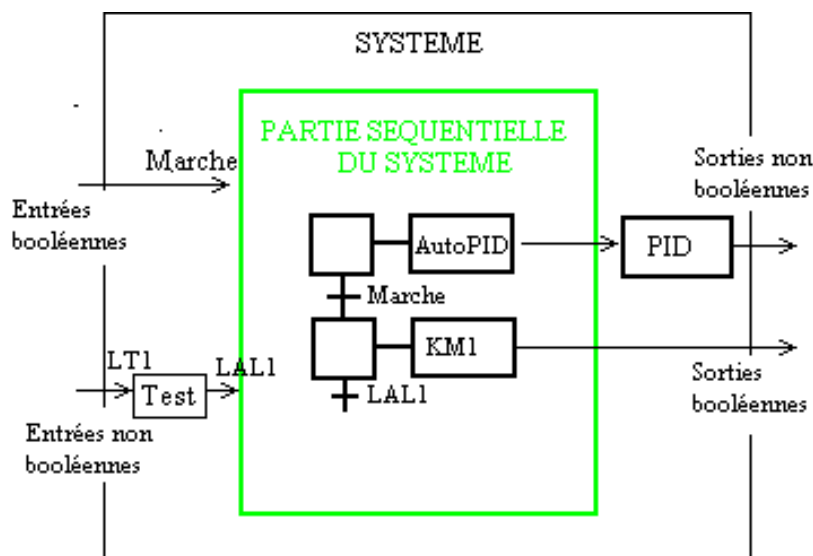 SYSTEME
PARTIE SEQUENTIELLE
DU SYSTEME
Marche
Entrées
booléennes
Sorties non
booléennes
AutoPID
PID
Marche
KM1
LAL1
LT1
Test
LAL1
Entrées non
booléennes
Sorties
booléennes